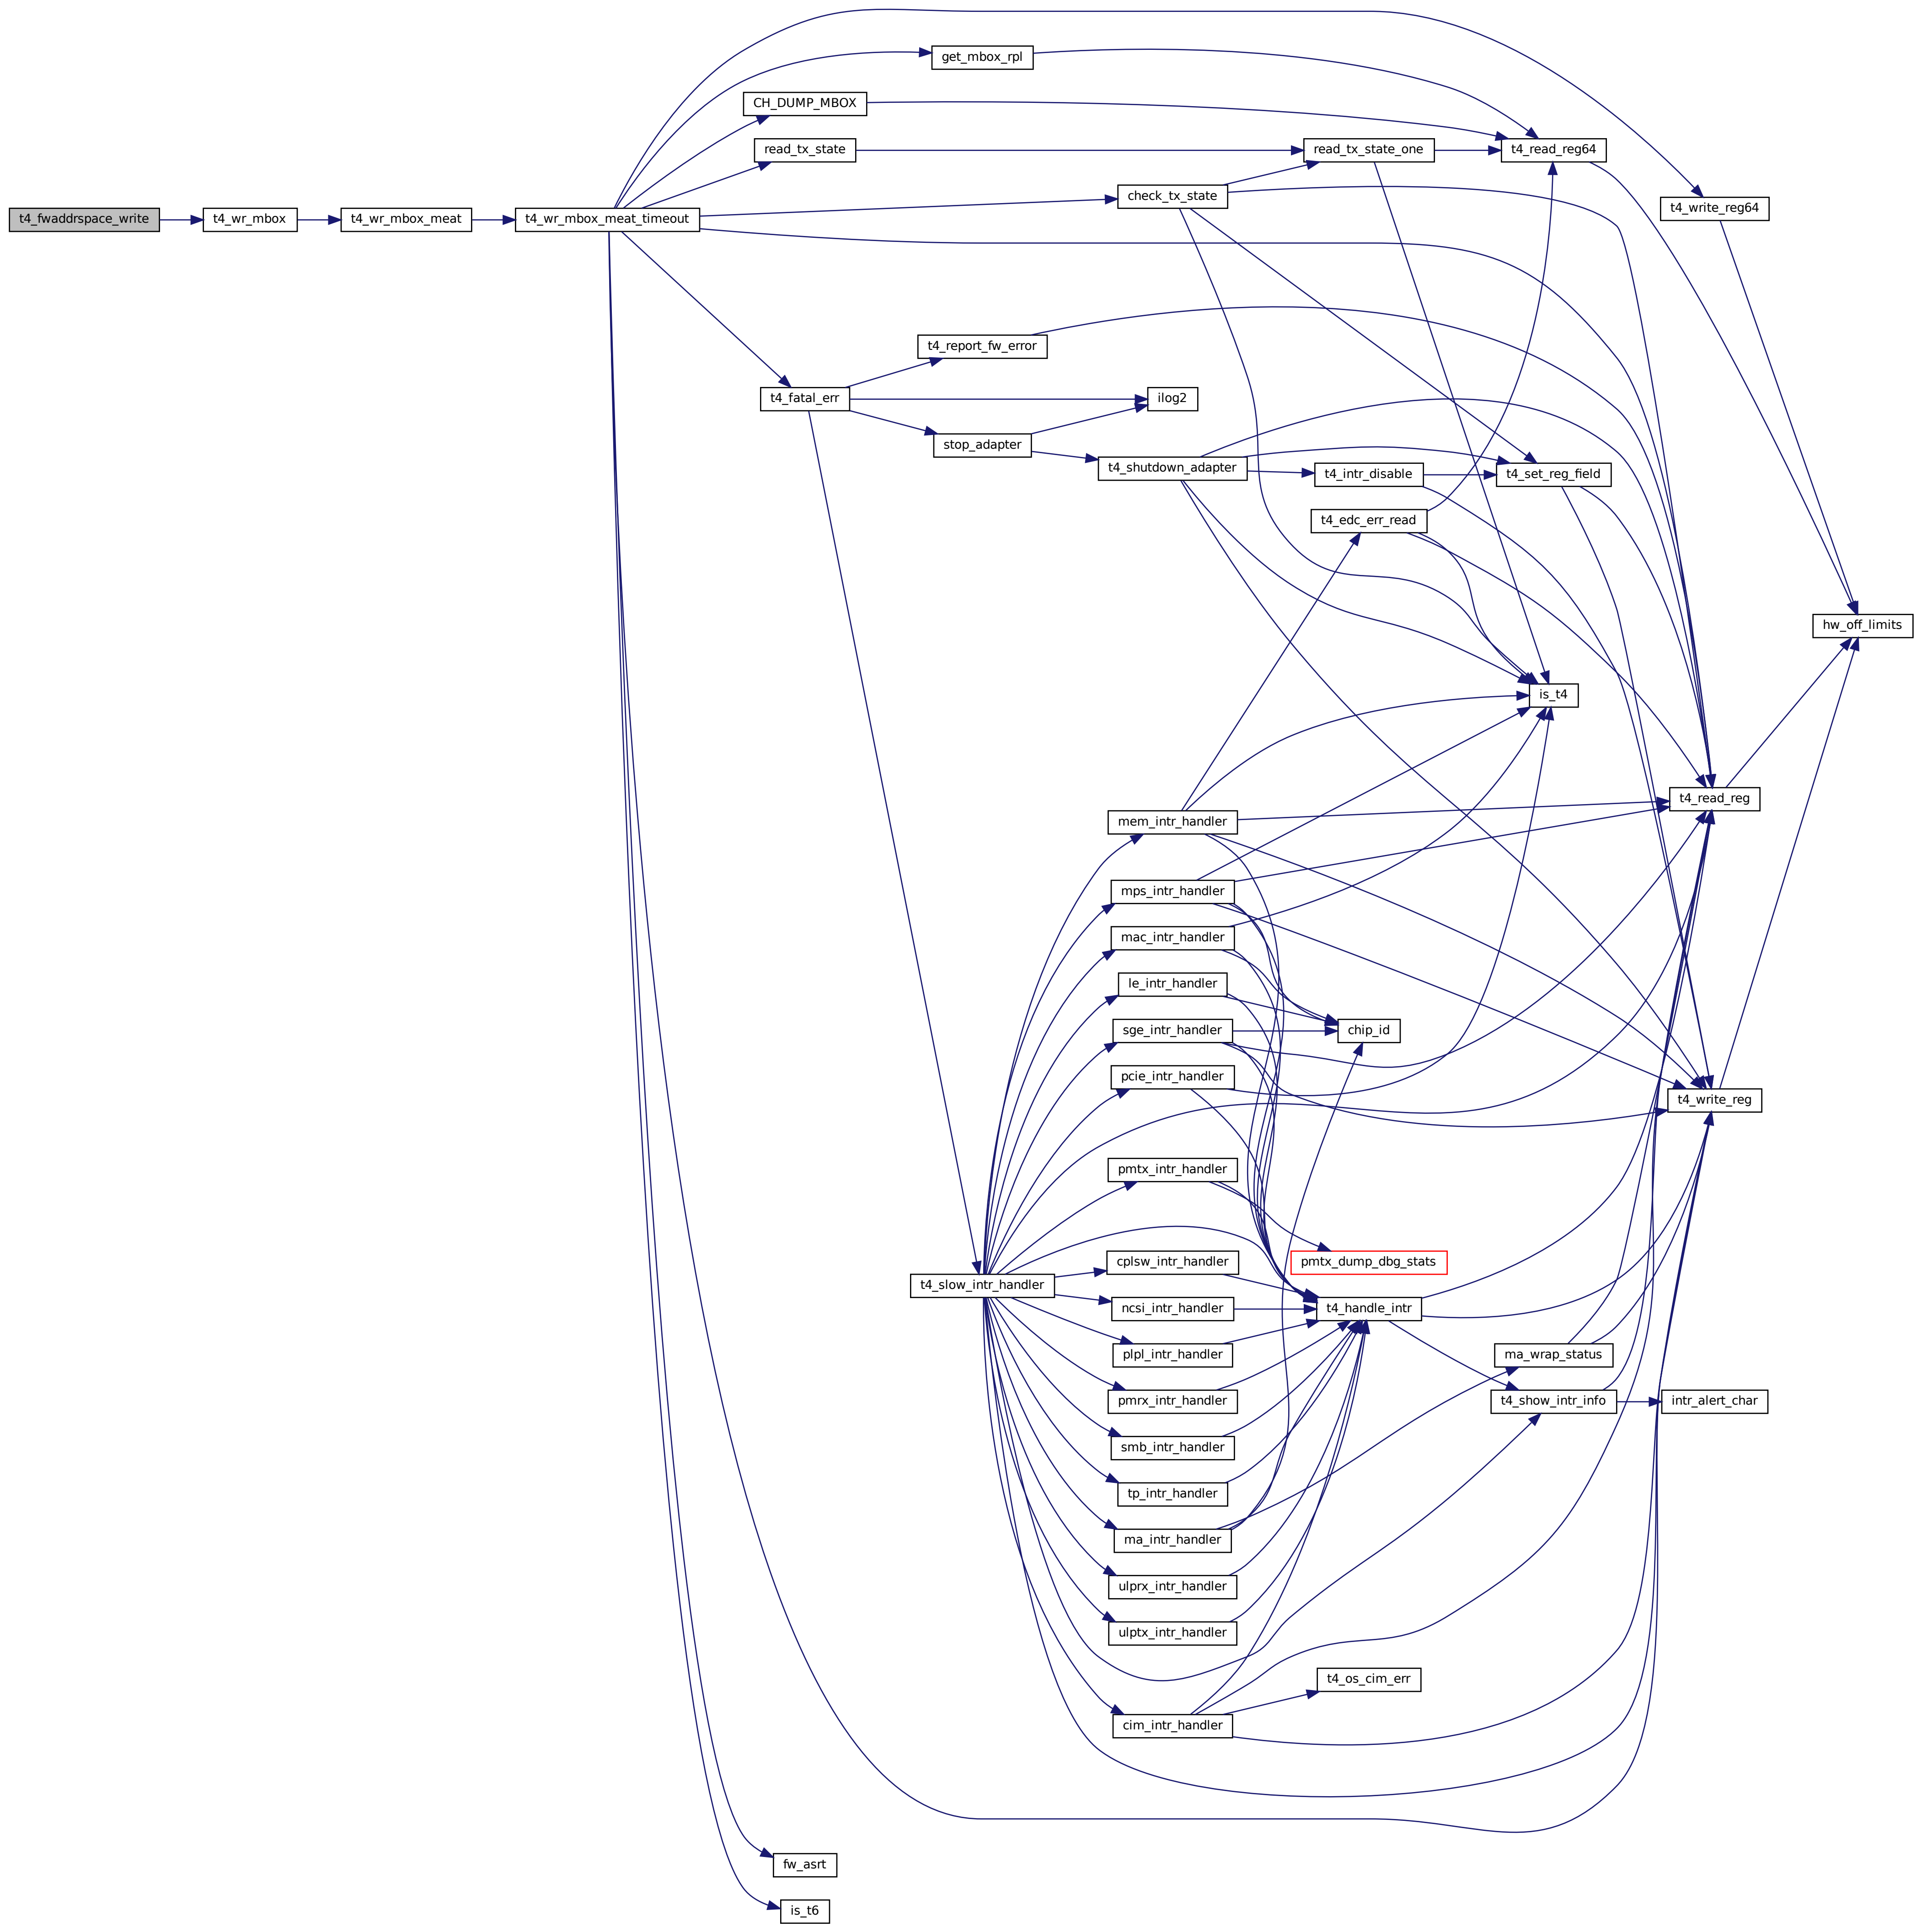 t4_fwaddrspace_write
t4_wr_mbox
t4_wr_mbox_meat
t4_wr_mbox_meat_timeout
get_mbox_rpl
CH_DUMP_MBOX
read_tx_state
read_tx_state_one
t4_read_reg64
check_tx_state
t4_write_reg64
t4_report_fw_error
t4_fatal_err
ilog2
stop_adapter
t4_shutdown_adapter
t4_intr_disable
t4_set_reg_field
t4_edc_err_read
hw_off_limits
is_t4
t4_read_reg
mem_intr_handler
mps_intr_handler
mac_intr_handler
le_intr_handler
sge_intr_handler
chip_id
pcie_intr_handler
t4_write_reg
pmtx_intr_handler
cplsw_intr_handler
pmtx_dump_dbg_stats
t4_slow_intr_handler
ncsi_intr_handler
t4_handle_intr
plpl_intr_handler
ma_wrap_status
pmrx_intr_handler
t4_show_intr_info
intr_alert_char
smb_intr_handler
tp_intr_handler
ma_intr_handler
ulprx_intr_handler
ulptx_intr_handler
t4_os_cim_err
cim_intr_handler
fw_asrt
is_t6